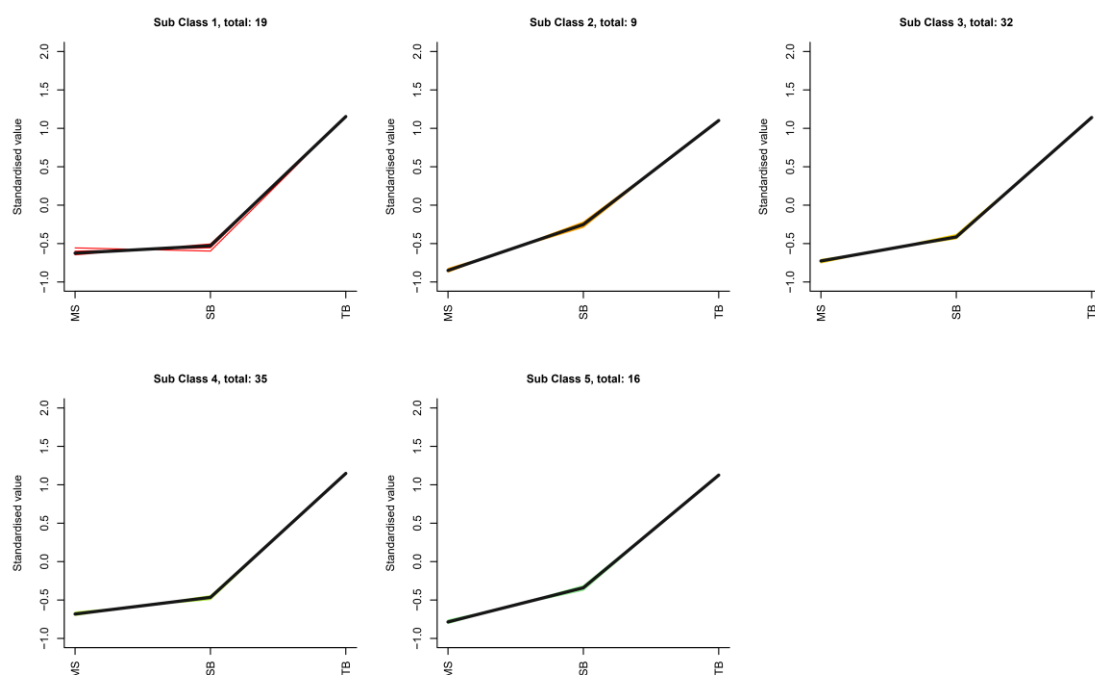 Sub Class 1, total: 19
Standardised value
2.0
1.5
1.0
0.5
0.0
−0.5
−1.0
MS
SB
TB
Sub Class 2, total: 9
Standardised value
2.0
1.5
1.0
0.5
0.0
−0.5
−1.0
MS
SB
TB
Sub Class 3, total: 32
Standardised value
2.0
1.5
1.0
0.5
0.0
−0.5
−1.0
MS
SB
TB
Sub Class 4, total: 35
Standardised value
2.0
1.5
1.0
0.5
0.0
−0.5
−1.0
MS
SB
TB
Sub Class 5, total: 16
Standardised value
2.0
1.5
1.0
0.5
0.0
−0.5
−1.0
MS
SB
TB